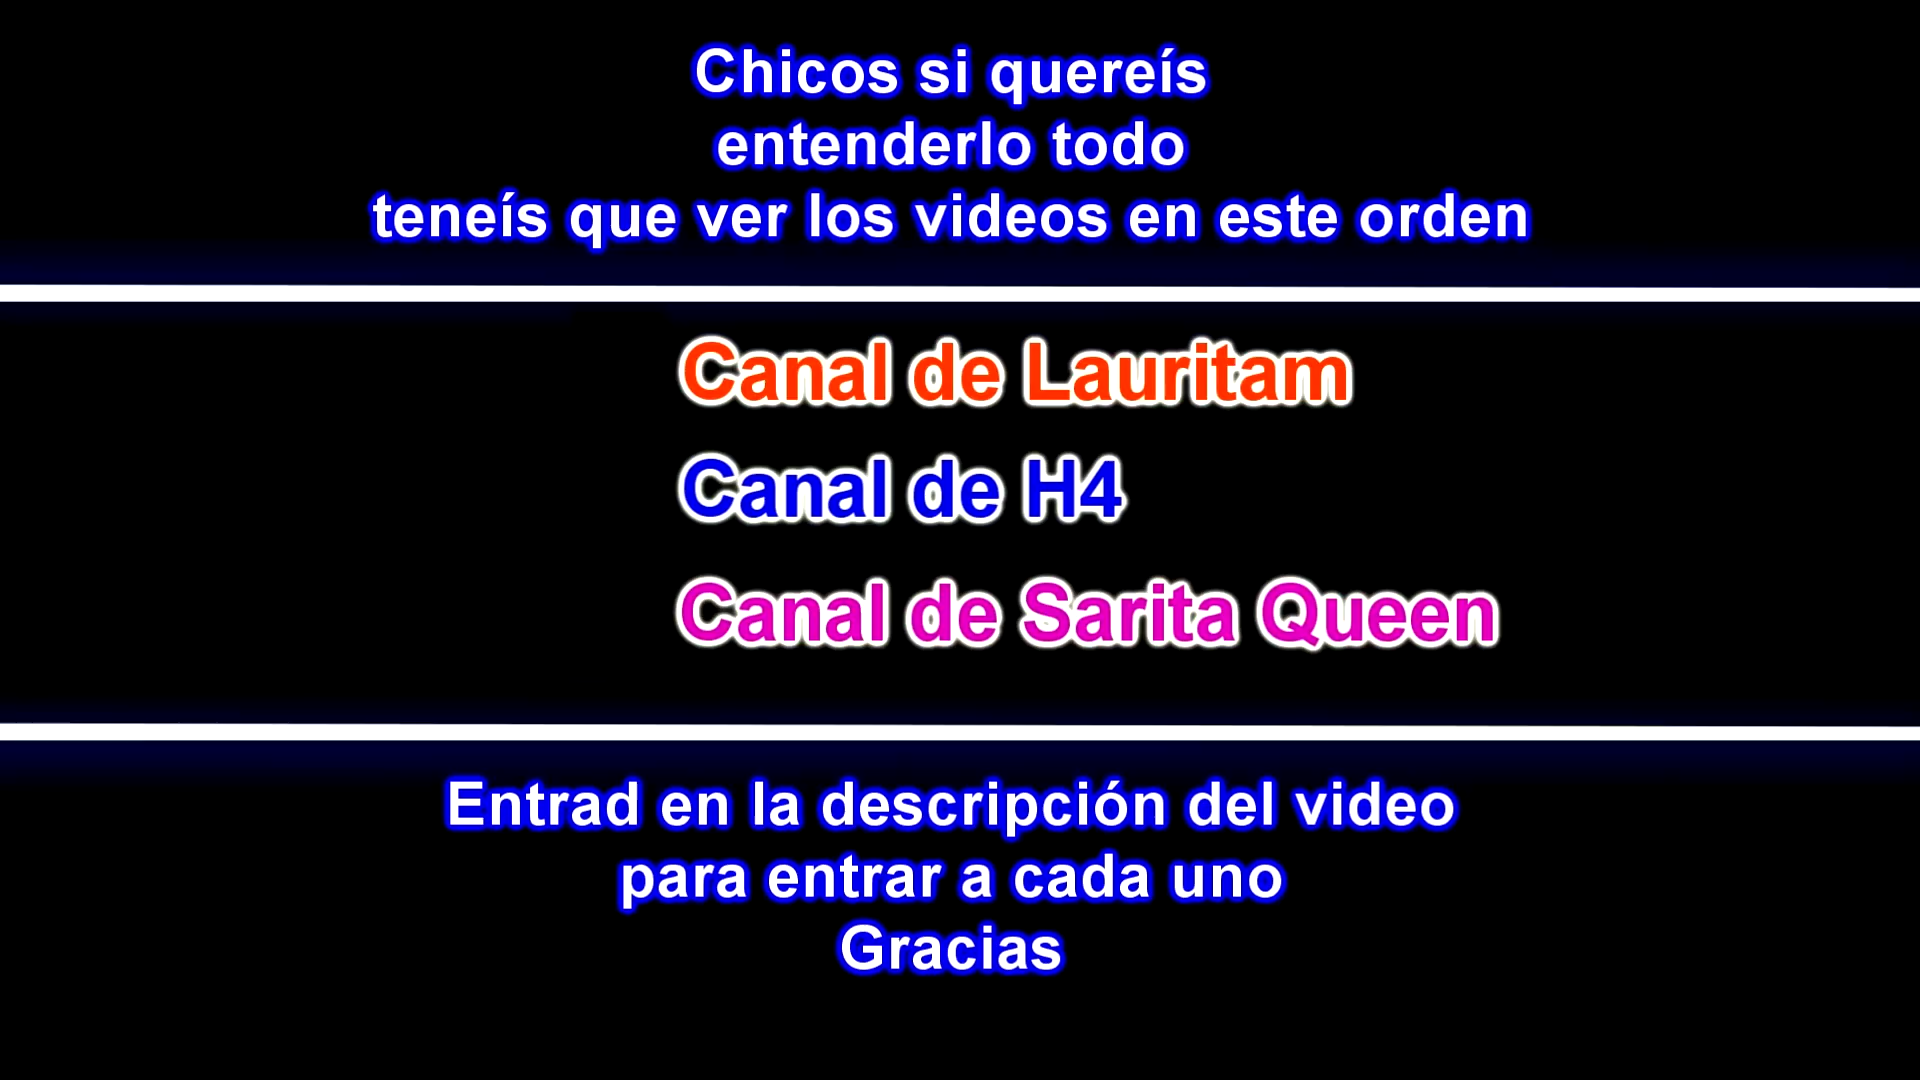 Chicos si quereís
entenderlo todo
teneís que ver los videos en este orden
Canal de Lauritam
Canal de H4
Canal de Sarita Queen
Entrad en la descripción del video
para entrar a cada uno
Gracias